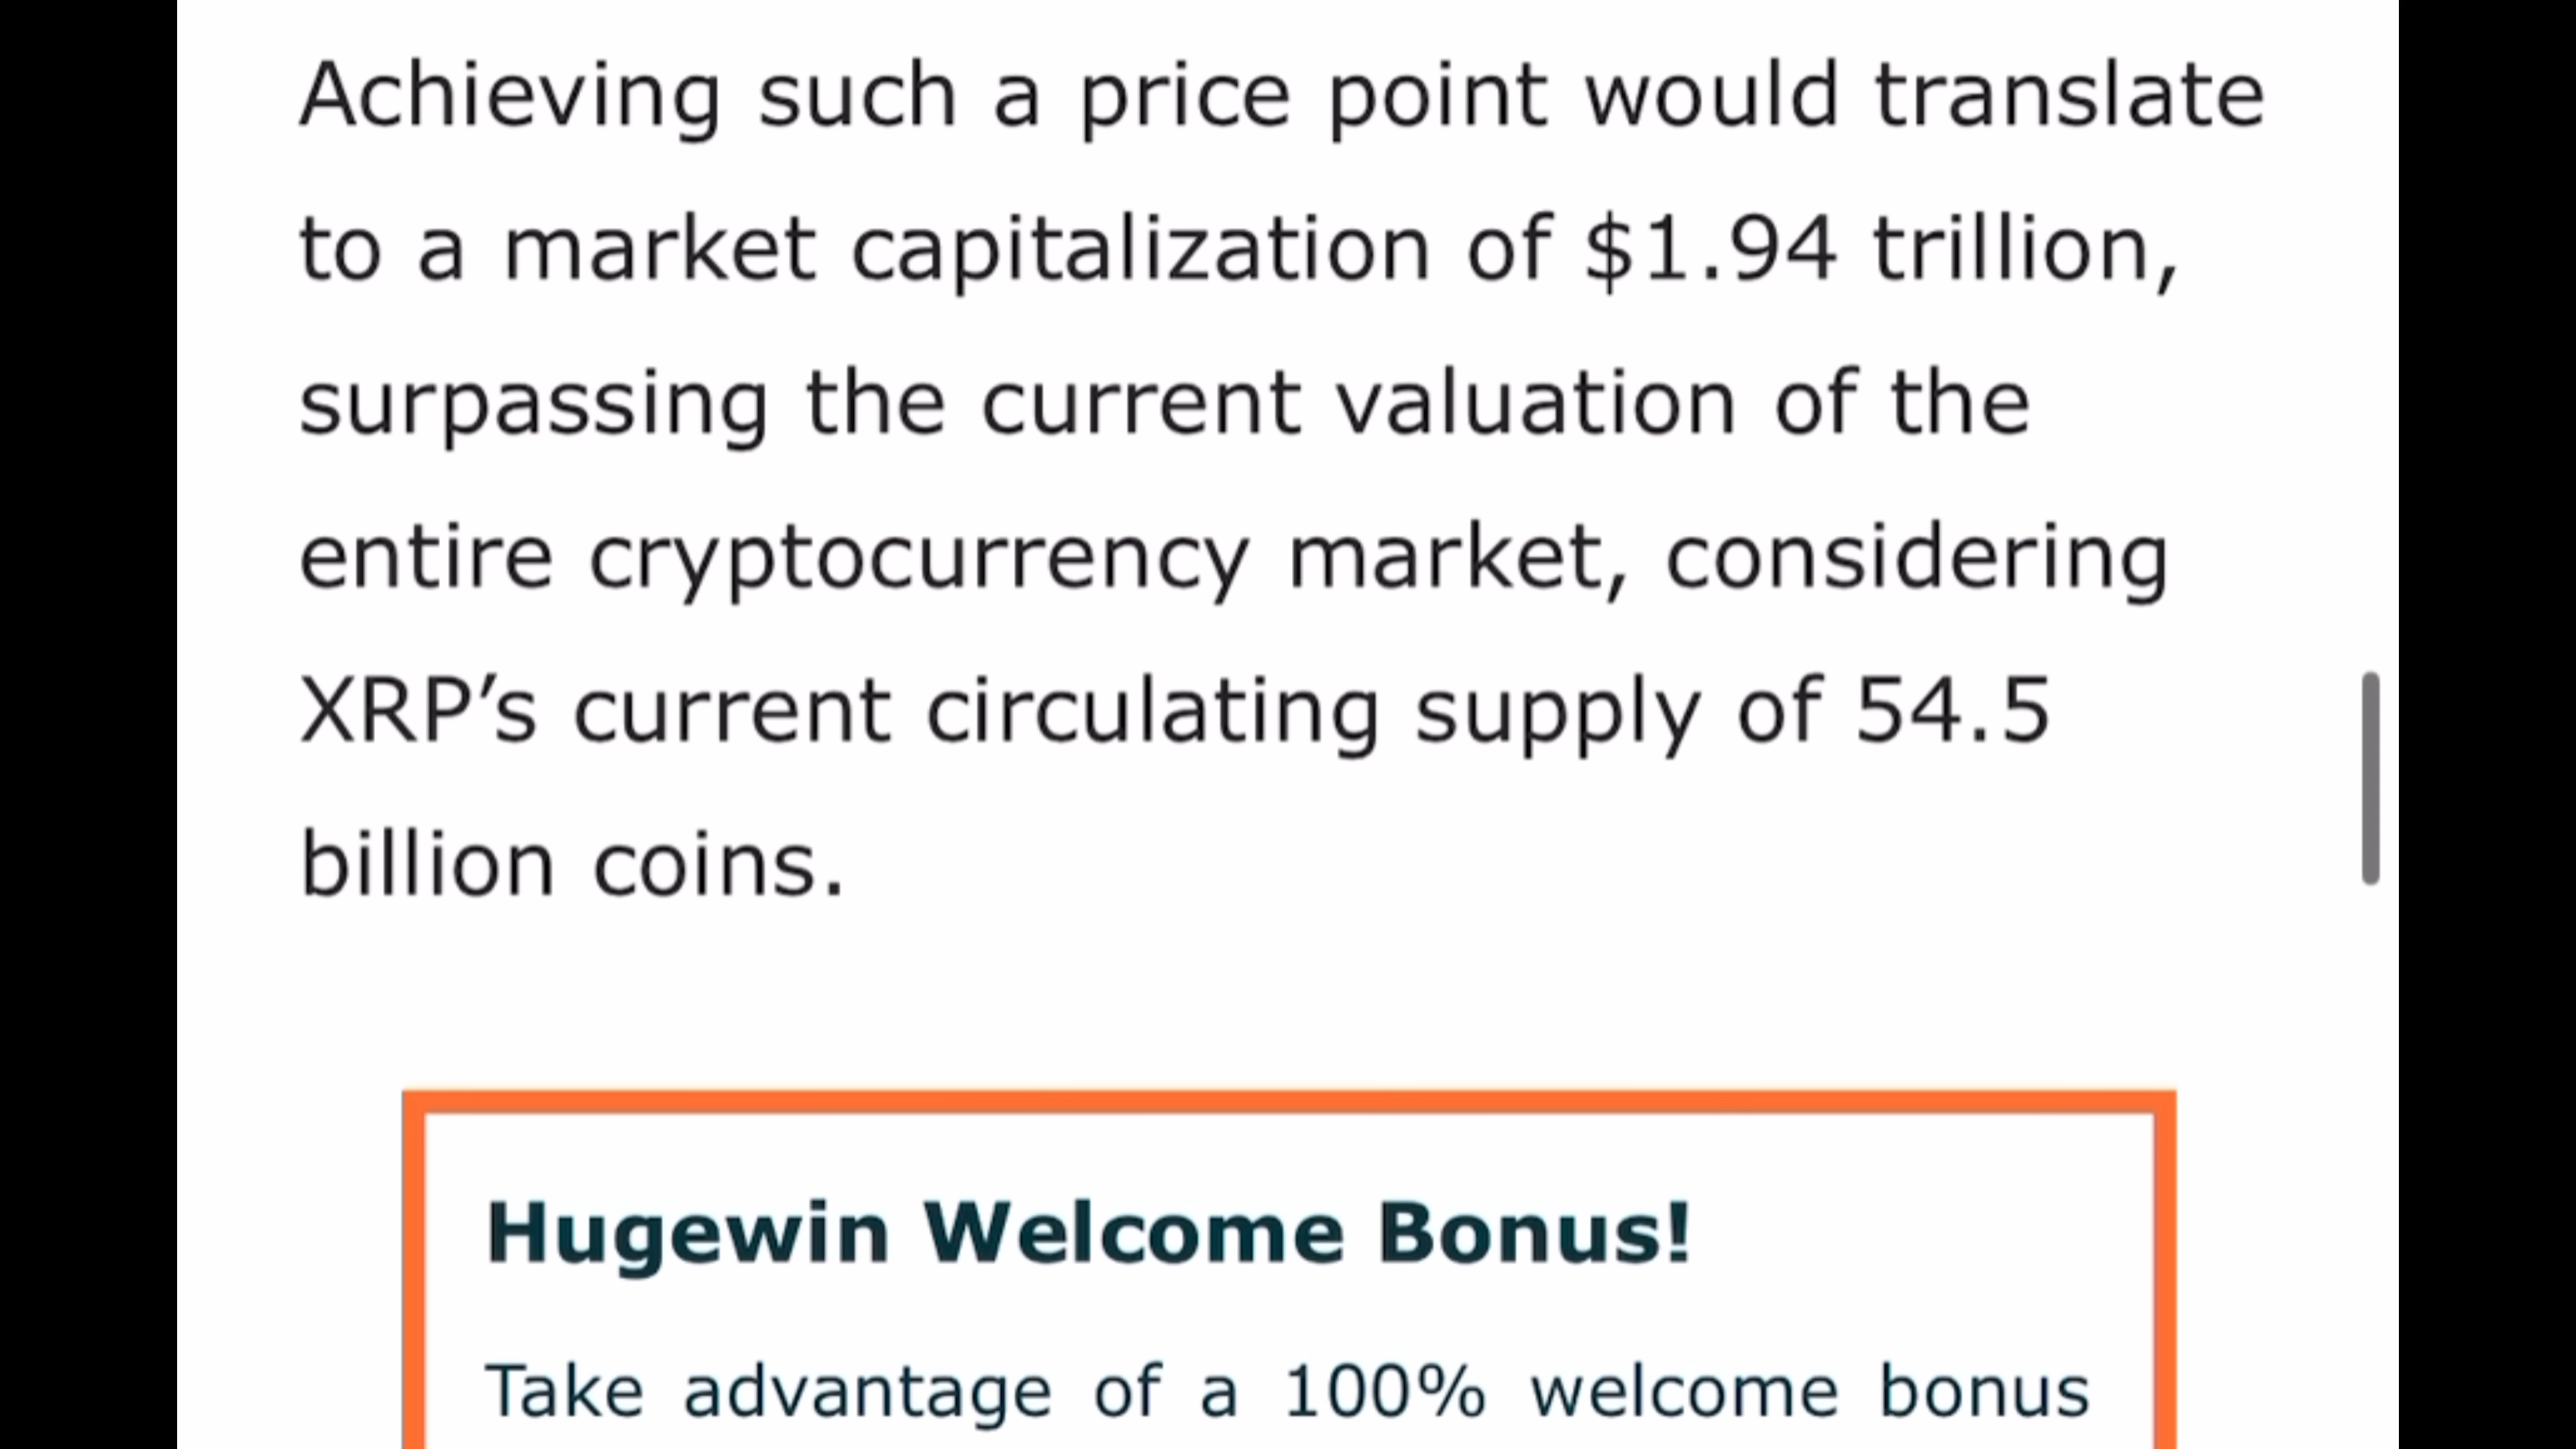 Achieving such a price point would translate
to a market capitalization of $1.94 trillion,
surpassing the current valuation of the
entire cryptocurrency market, considering
XRP’s current circulating supply of 54.5
billion coins.
Hugewin Welcome Bonus!
Take advantage of a 100% welcome bonus